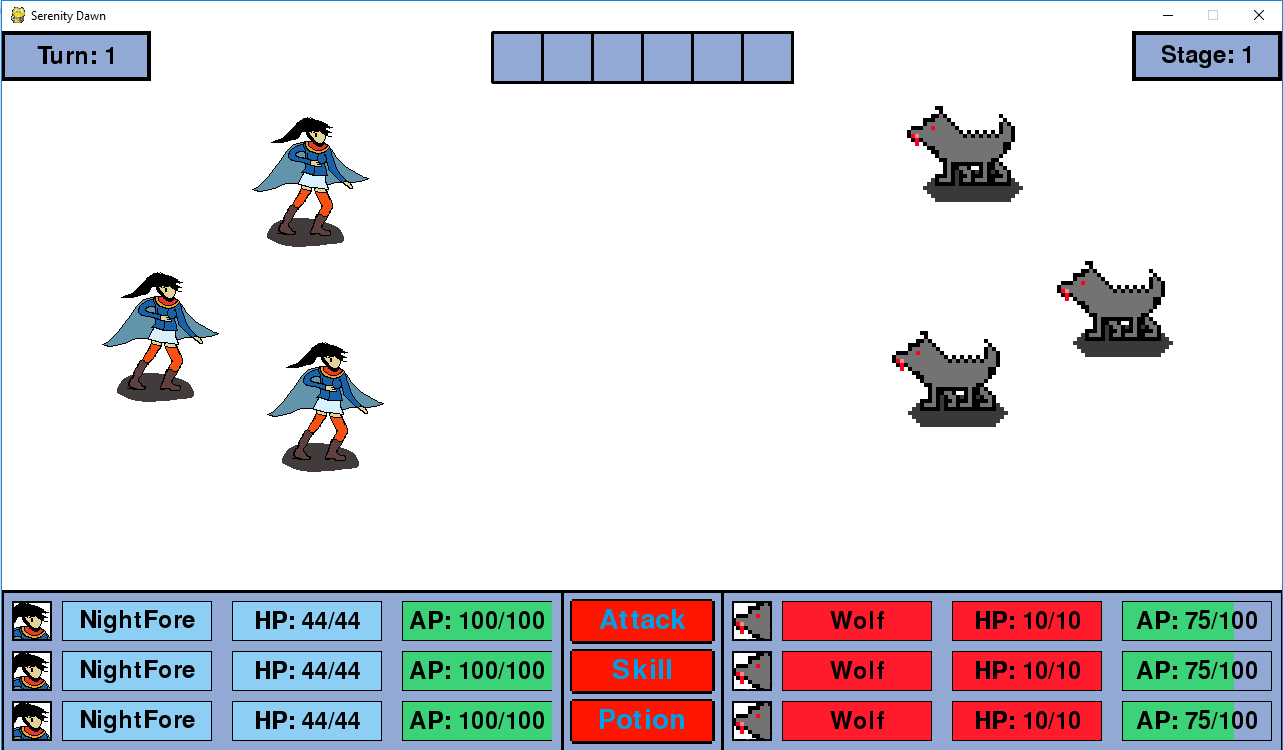 Serenity Dawn
Turn: 1
Stage: 1
NightFore HP: 44/44 AP: 100/100 Attack Wolf HP: 10/10 AP: 75/100
NightFore HP: 44/44 AP: 100/100 Skill Wolf HP: 10/10 AP: 75/100
NightFore HP: 44/44 AP: 100/100 Potion Wolf HP: 10/10 AP: 75/100